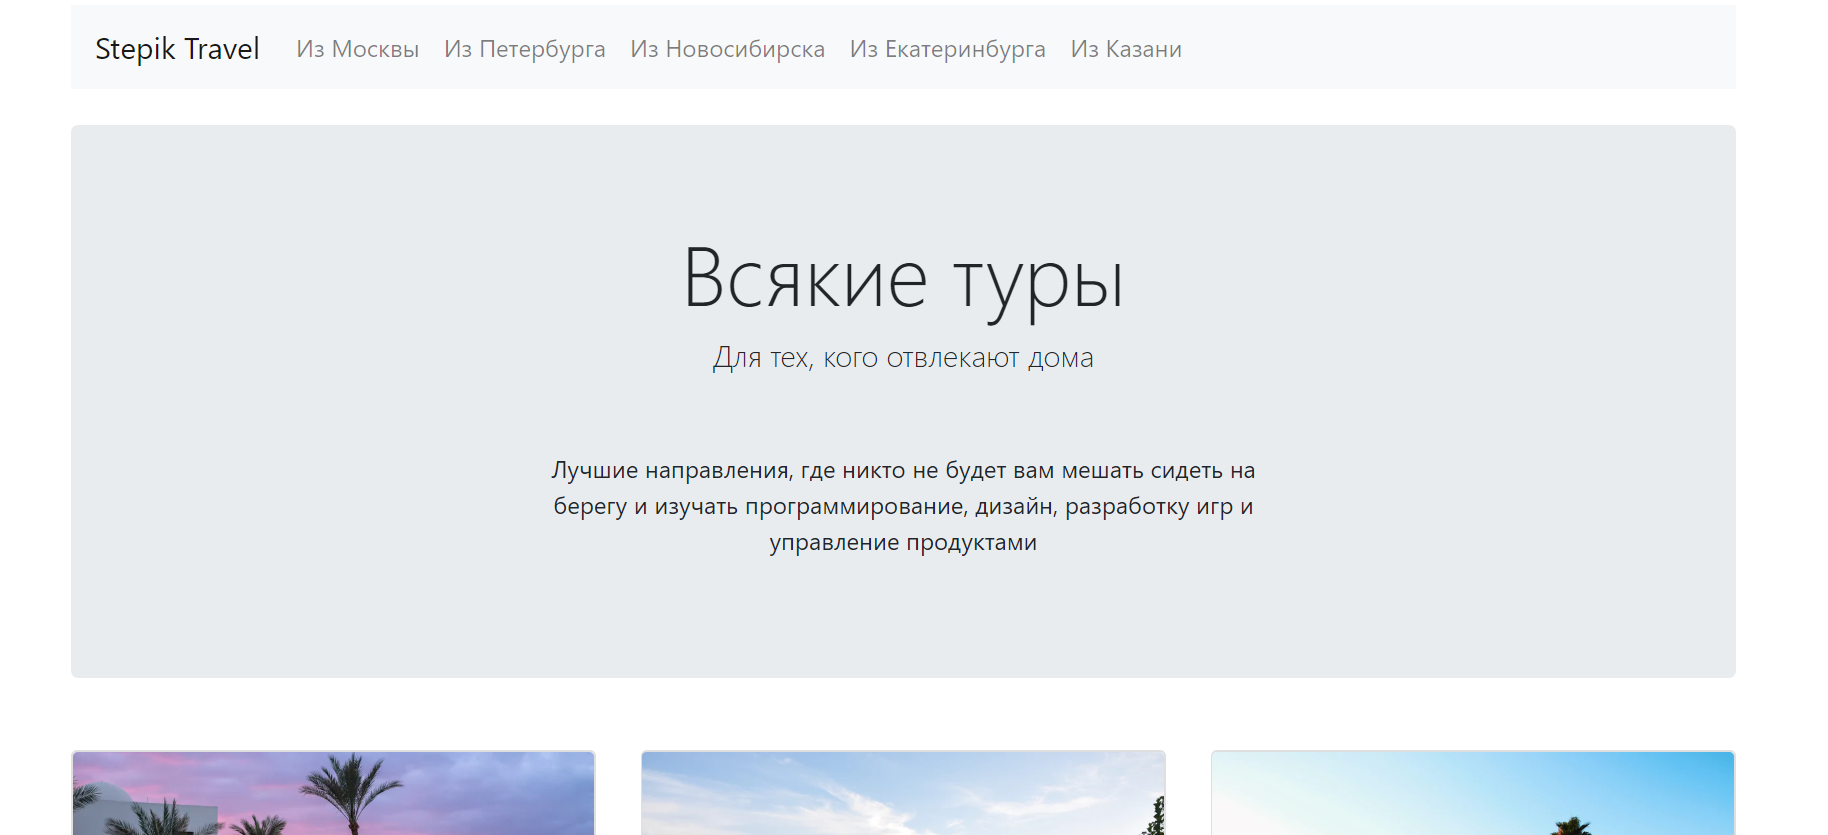 Stepik Travel Из Москвы Из Петербурга Из Новосибирска Из Екатеринбурга Из Казани
Всякие туры
Для тех, кого отвлекают дома
Лучшие направления, где никто не будет вам мешать сидеть на
берегу и изучать программирование, дизайн, разработку игр и
управление продуктами